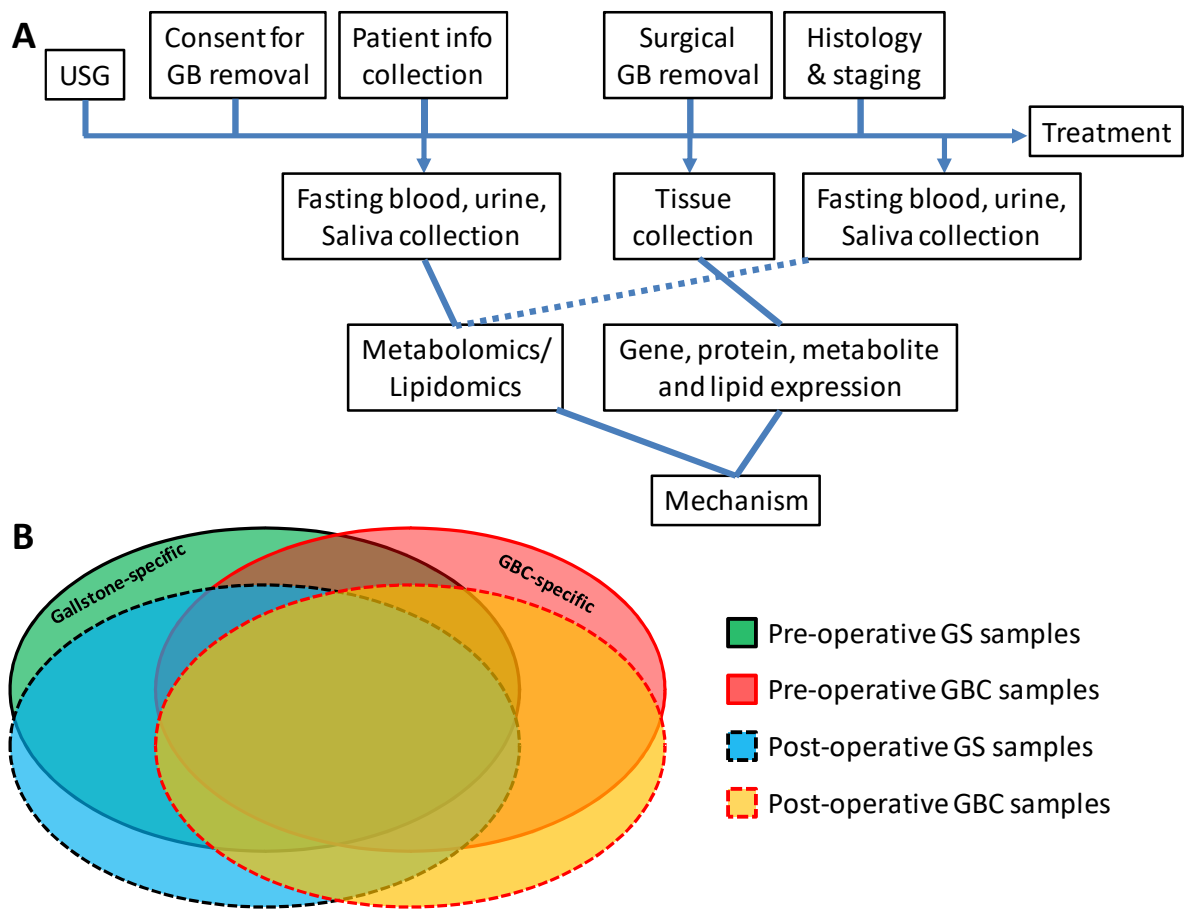 A
USG
Consent for
GB removal
Patient info
collection
Surgical
GB removal
Histology
& staging
Treatment
Fasting blood, urine,
Saliva collection
Tissue
collection
Fasting blood, urine,
Saliva collection
Metabolomics/
Lipidomics
Gene, protein, metabolite
and lipid expression
Mechanism
B
Gallstone-specific
GBC-specific
Pre-operative GS samples
Pre-operative GBC samples
Post-operative GS samples
Post-operative GBC samples